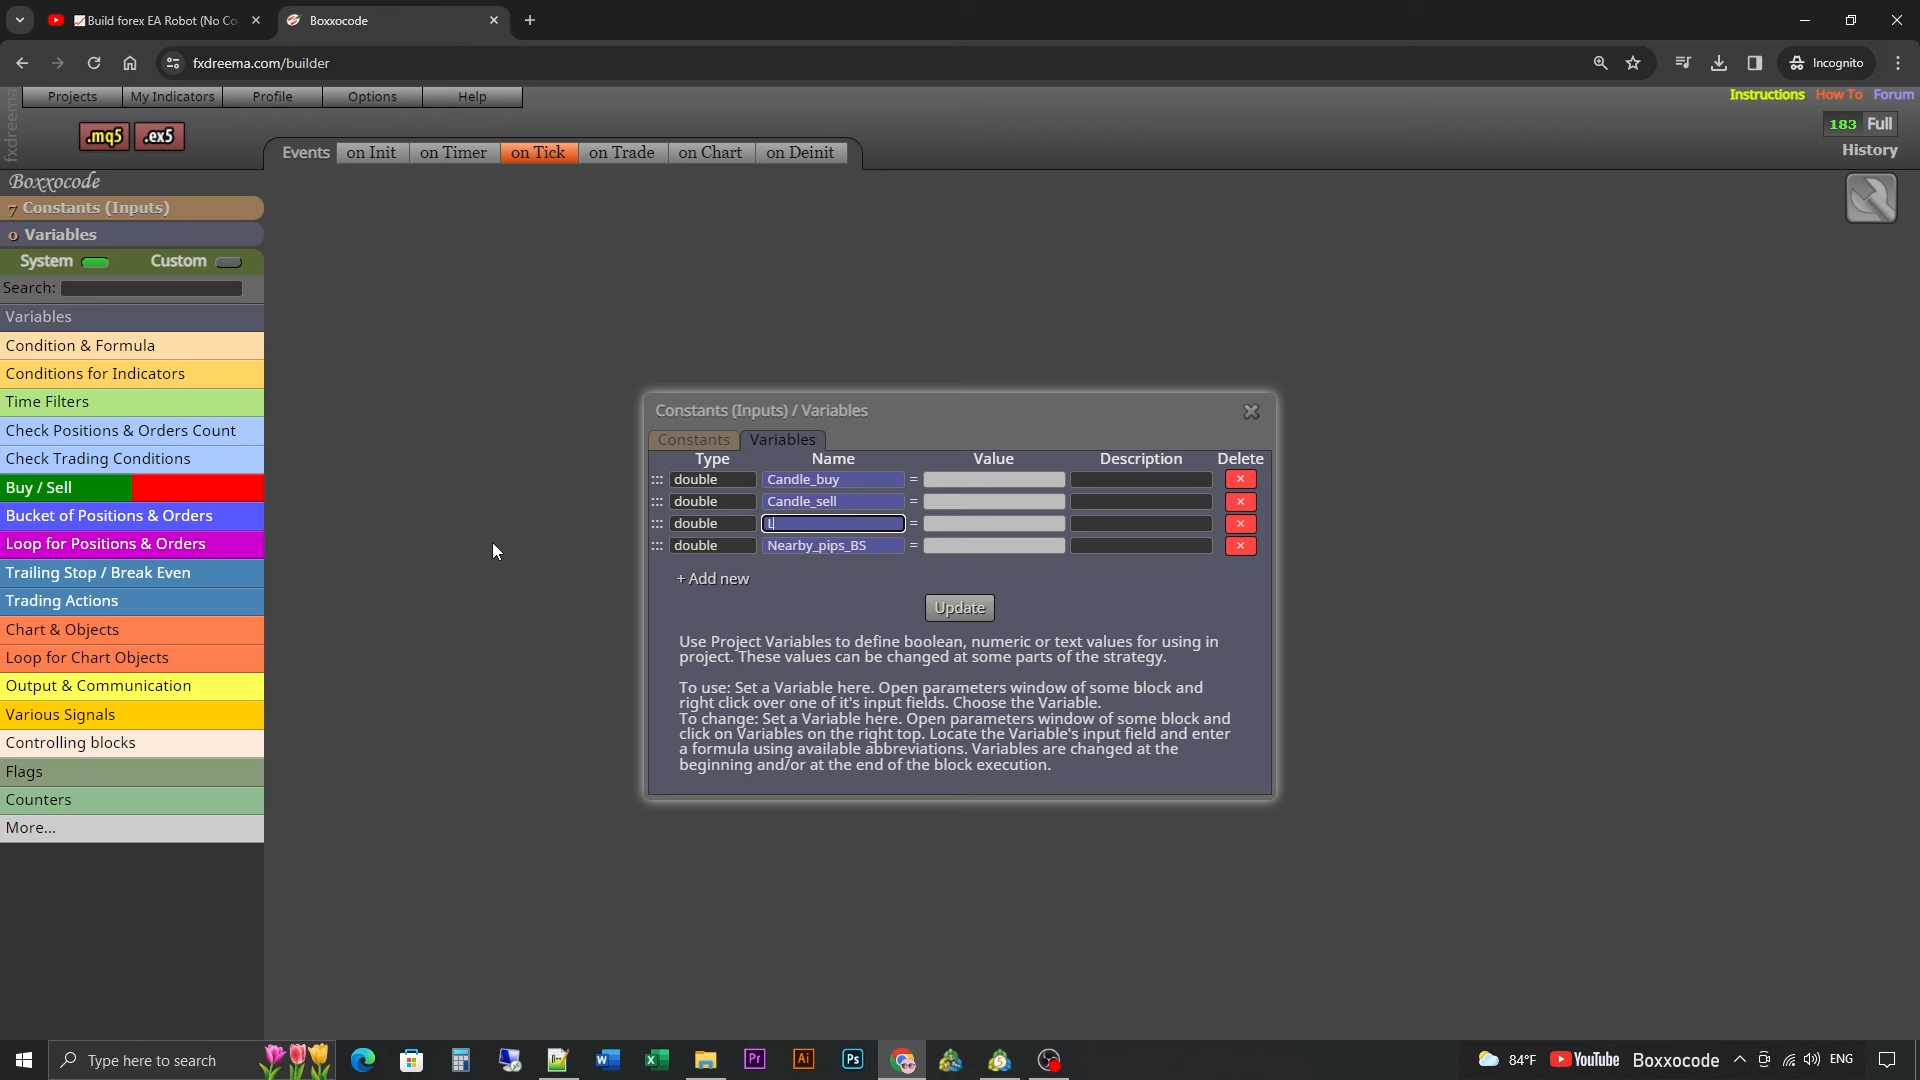 Build forex EA Robot (No Co
Boxxocode
fxdreema.com/builder
Incognito
fxdreema
Projects
My Indicators
Profile
Options
Help
Instructions How To Forum
.mq5 .ex5
183 Full
Events on Init on Timer on Tick on Trade on Chart on Deinit
History
Boxxocode
7 Constants (Inputs)
0 Variables
System Custom
Search:
Variables
Condition & Formula
Conditions for Indicators
Time Filters
Check Positions & Orders Count
Check Trading Conditions
Buy / Sell
Bucket of Positions & Orders
Loop for Positions & Orders
Trailing Stop / Break Even
Trading Actions
Chart & Objects
Loop for Chart Objects
Output & Communication
Various Signals
Controlling blocks
Flags
Counters
More...
Constants (Inputs) / Variables
Constants Variables
Type Name Value Description Delete
::: double Candle_buy = ×
::: double Candle_sell = ×
::: double L = ×
::: double Nearby_pips_BS = ×
+ Add new
Update
Use Project Variables to define boolean, numeric or text values for using in
project. These values can be changed at some parts of the strategy.
To use: Set a Variable here. Open parameters window of some block and
right click over one of it's input fields. Choose the Variable.
To change: Set a Variable here. Open parameters window of some block and
click on Variables on the right top. Locate the Variable's input field and enter
a formula using available abbreviations. Variables are changed at the
beginning and/or at the end of the block execution.
Type here to search
W
X
Pr
Ai
Ps
84°F
YouTube Boxxocode
ENG